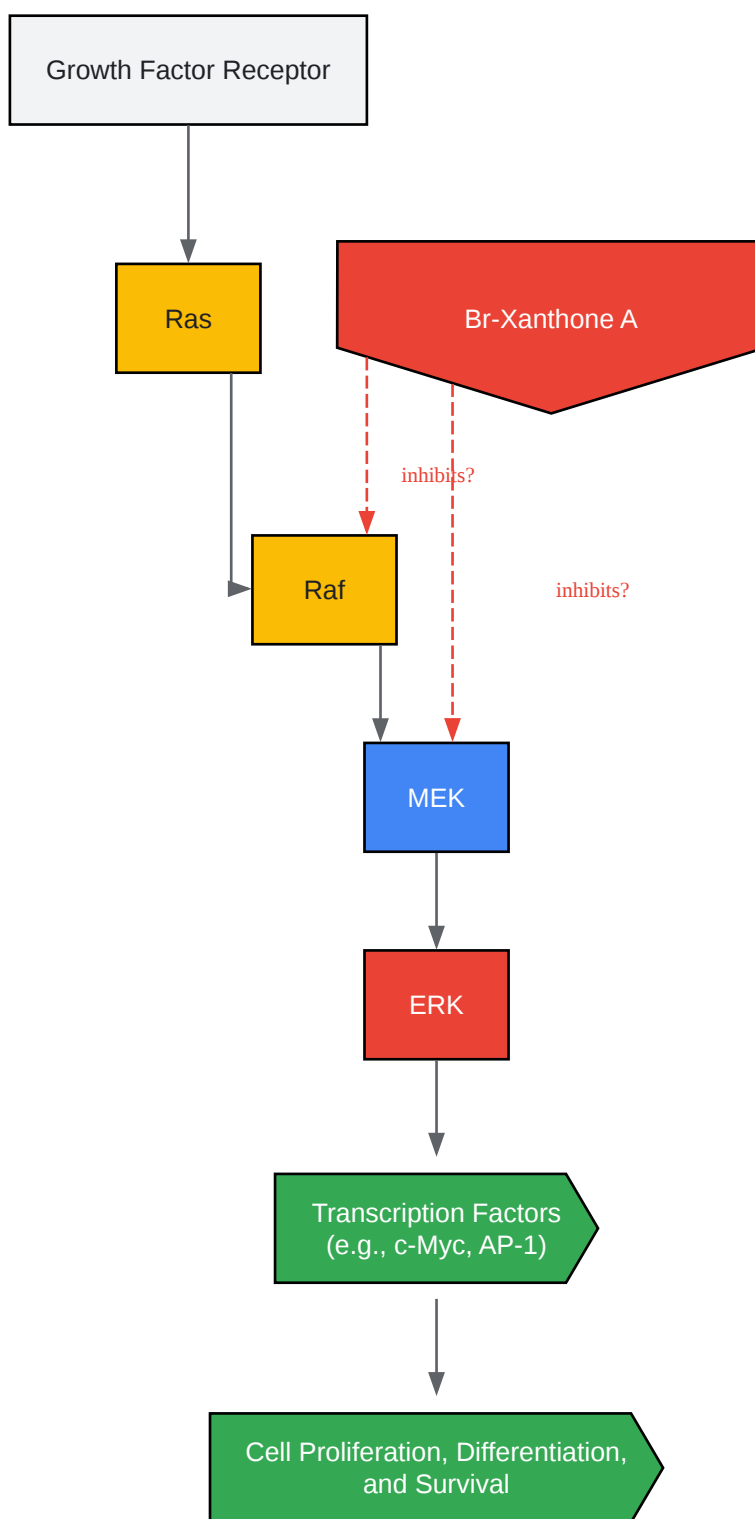 Growth Factor Receptor
Ras
Br-Xanthone A
inhibits?
Raf
inhibits?
MEK
ERK
Transcription Factors
(e.g., c-Myc, AP-1)
Cell Proliferation, Differentiation,
and Survival